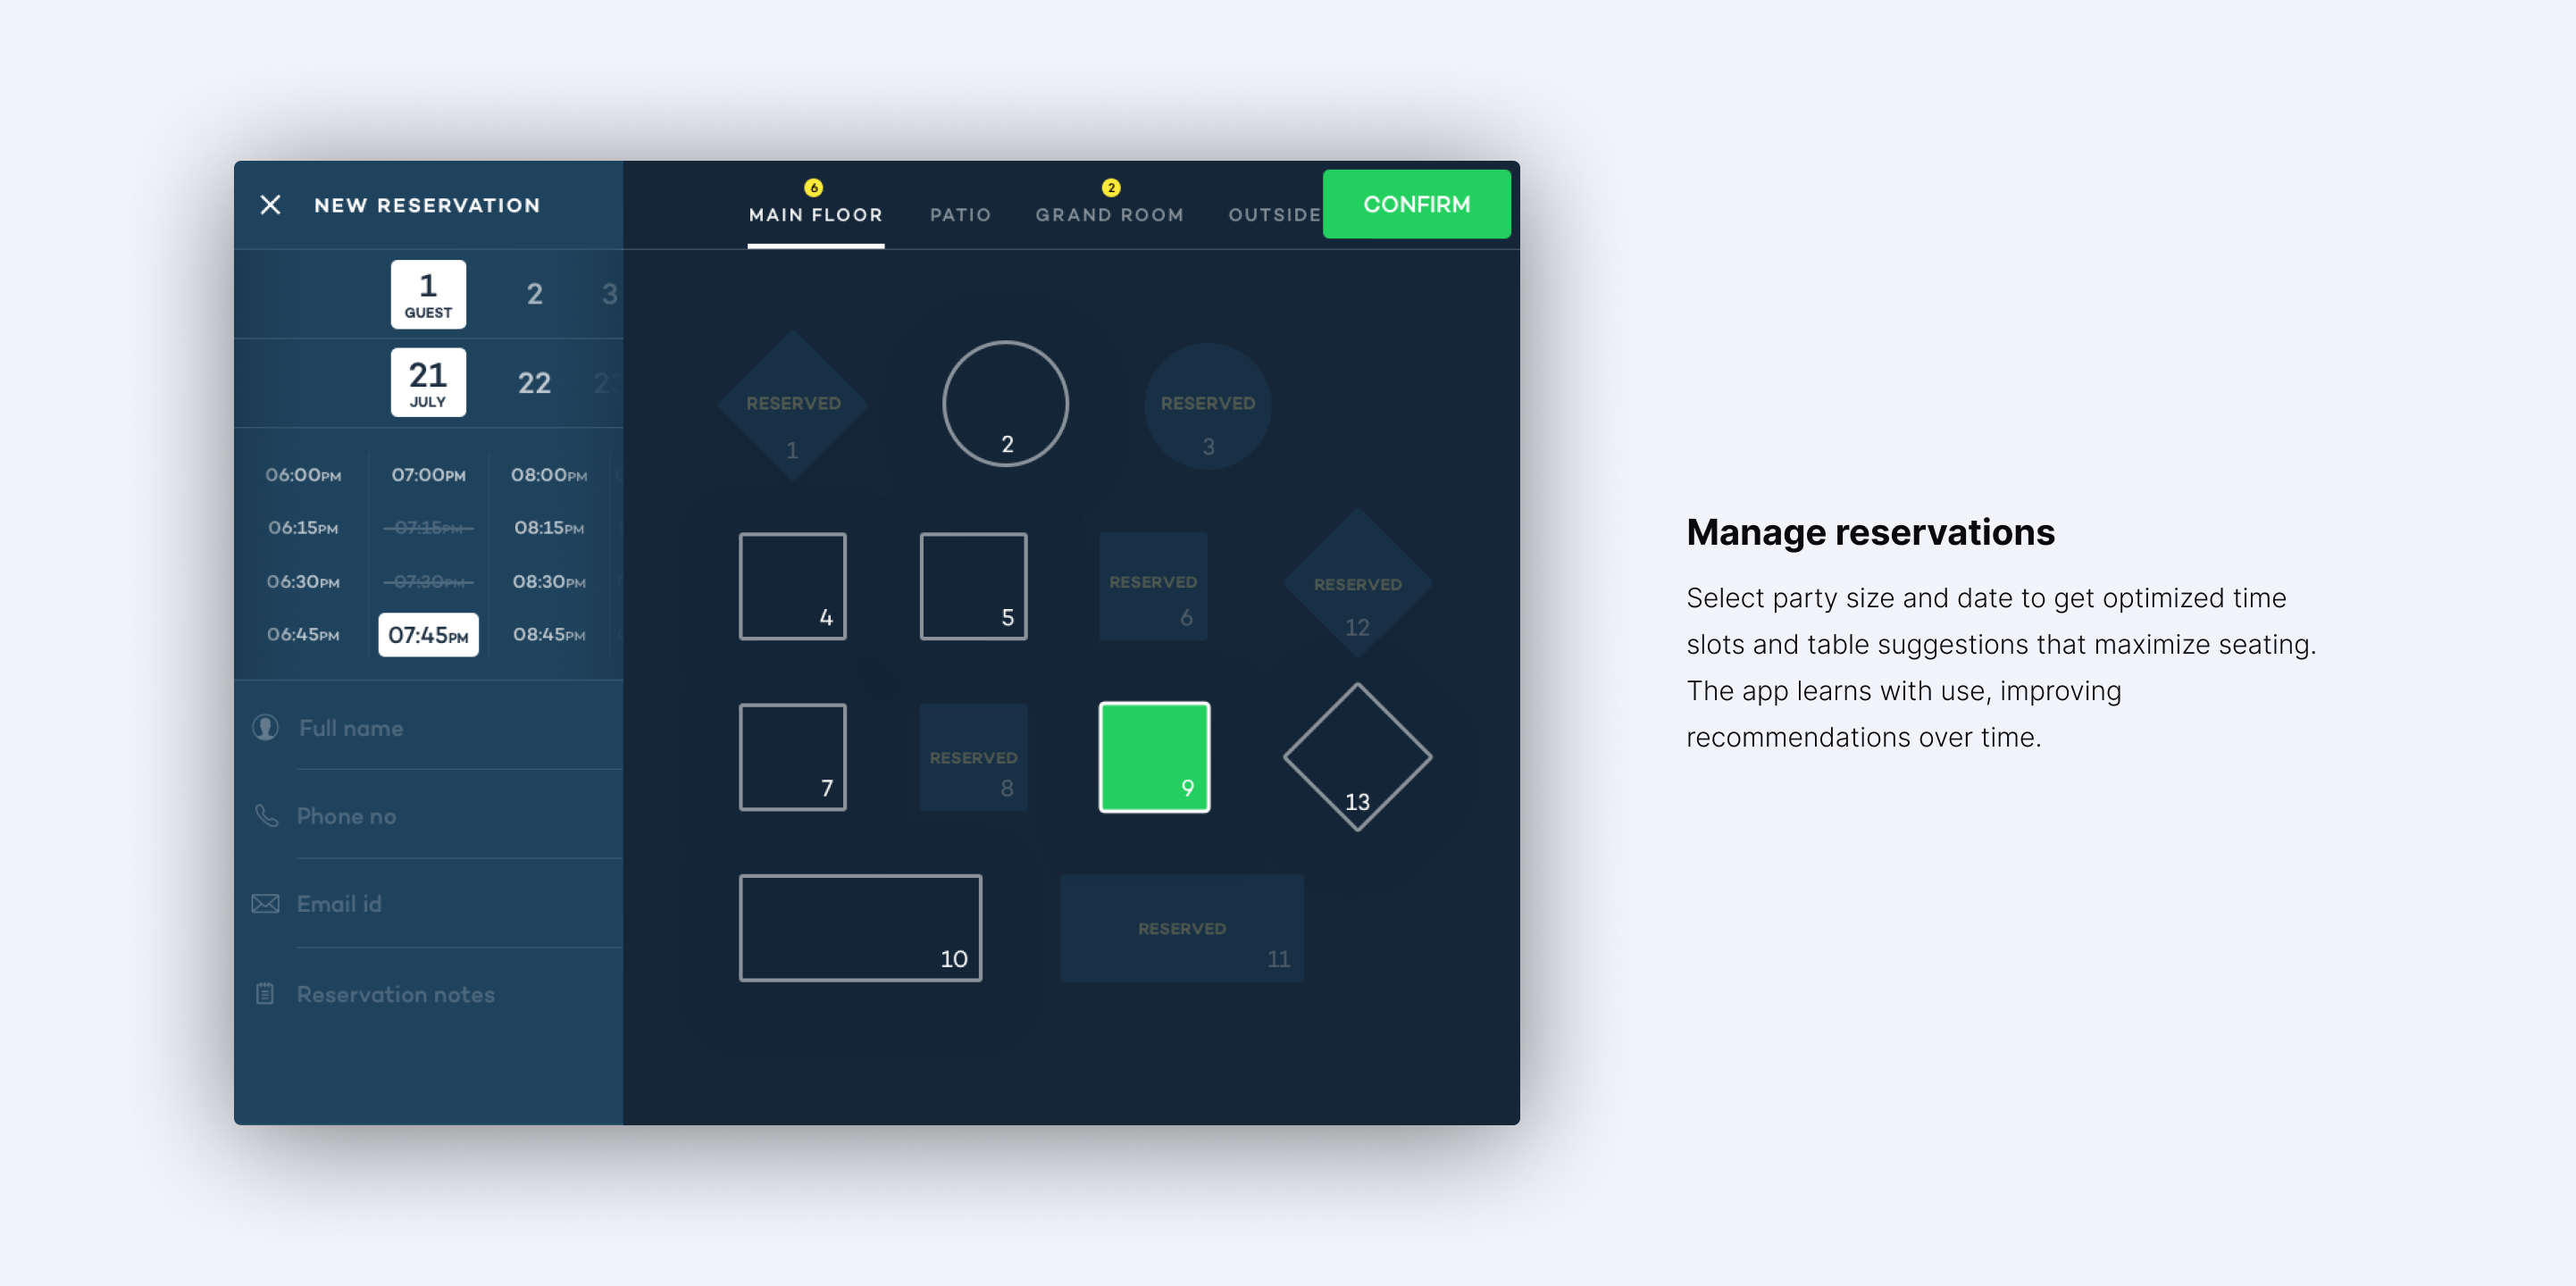 NEW RESERVATION
6
2
MAIN FLOOR PATIO GRAND ROOM OUTSIDE
CONFIRM
1 2 3
GUEST
21 22 23
JULY
06:00PM 07:00PM 08:00PM
06:15PM 07:15PM 08:15PM
06:30PM 07:30PM 08:30PM
06:45PM 07:45PM 08:45PM
Full name
Phone no
Email id
Reservation notes
RESERVED
1
2
RESERVED
3
4
5
RESERVED
6
RESERVED
12
7
RESERVED
8
9
13
10
RESERVED
11
Manage reservations
Select party size and date to get optimized time
slots and table suggestions that maximize seating.
The app learns with use, improving
recommendations over time.